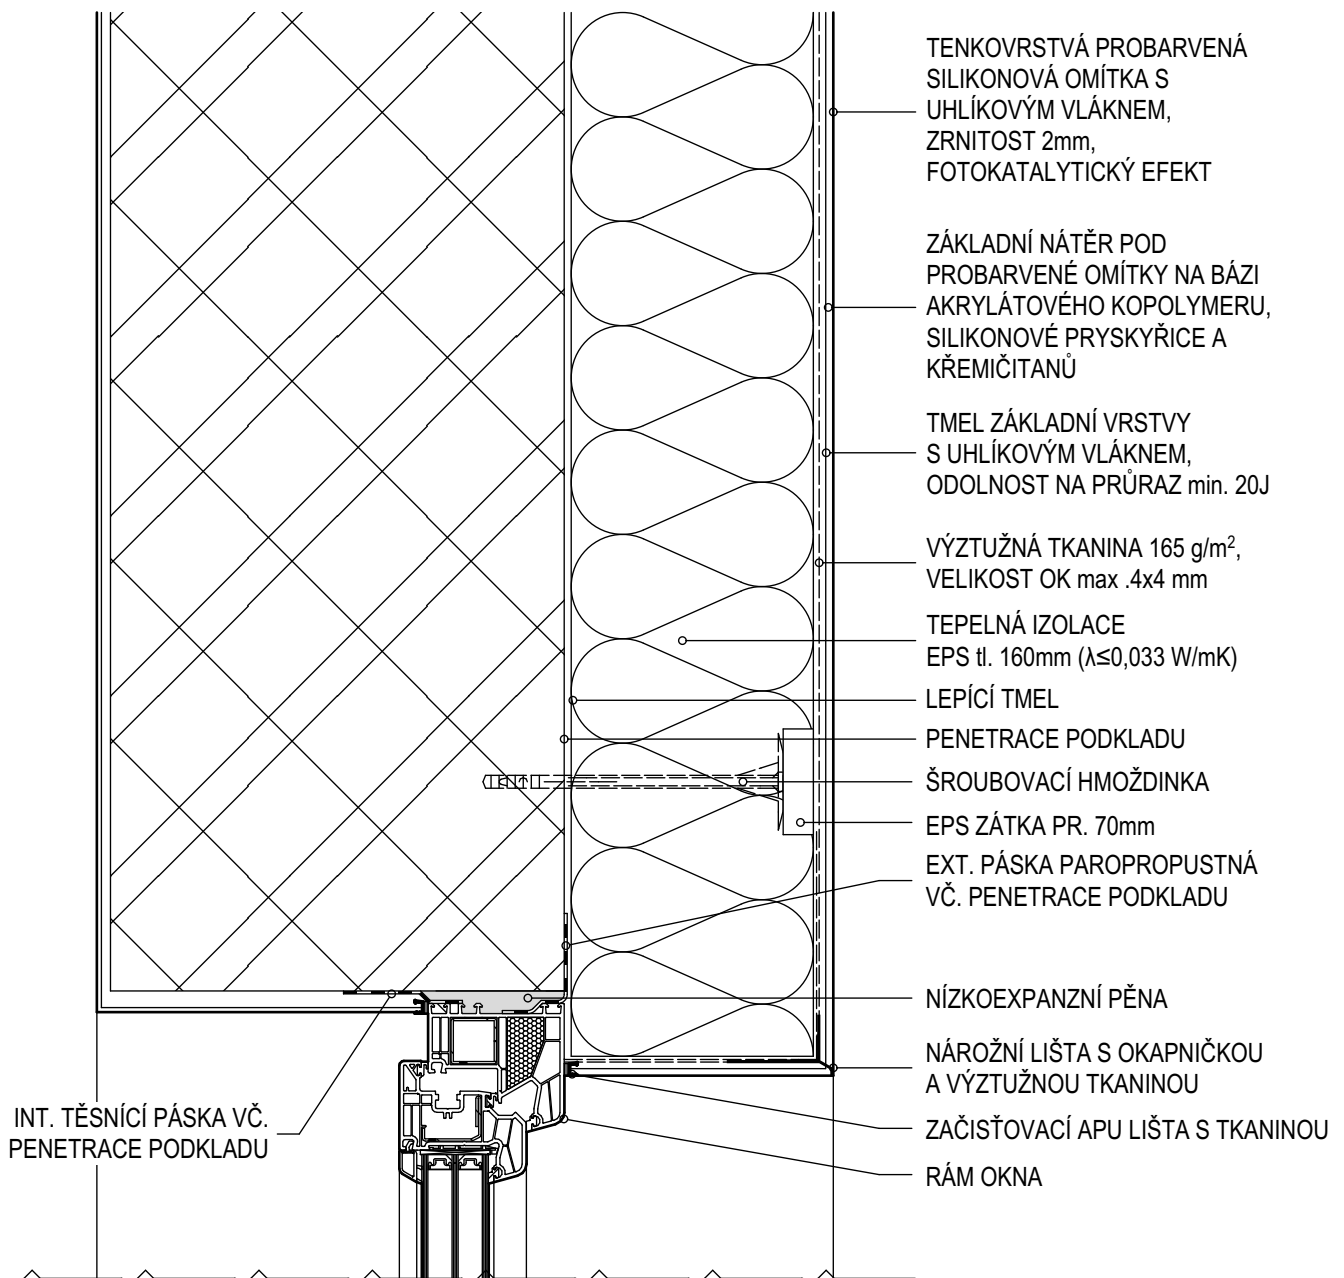 TENKOVRSTVÁ PROBARVENÁ
SILIKONOVÁ OMÍTKA S
UHLÍKOVÝM VLÁKNEM,
ZRNITOST 2mm,
FOTOKATALYTICKÝ EFEKT
ZÁKLADNÍ NÁTĚR POD
PROBARVENÉ OMÍTKY NA BÁZI
AKRYLÁTOVÉHO KOPOLYMERU,
SILIKONOVÉ PRYSKYŘICE A
KŘEMIČITANŮ
TMEL ZÁKLADNÍ VRSTVY
S UHLÍKOVÝM VLÁKNEM,
ODOLNOST NA PRŮRAZ min. 20J
VÝZTUŽNÁ TKANINA 165 g/m²,
VELIKOST OK max .4x4 mm
TEPELNÁ IZOLACE
EPS tl. 160mm (λ≤0,033 W/mK)
LEPÍCÍ TMEL
PENETRACE PODKLADU
ŠROUBOVACÍ HMOŽDINKA
EPS ZÁTKA PR. 70mm
EXT. PÁSKA PAROPROPUSTNÁ
VČ. PENETRACE PODKLADU
NÍZKOEXPANZNÍ PĚNA
NÁROŽNÍ LIŠTA S OKAPNIČKOU
A VÝZTUŽNOU TKANINOU
ZAČISŤOVACÍ APU LIŠTA S TKANINOU
RÁM OKNA
INT. TĚSNÍCÍ PÁSKA VČ.
PENETRACE PODKLADU